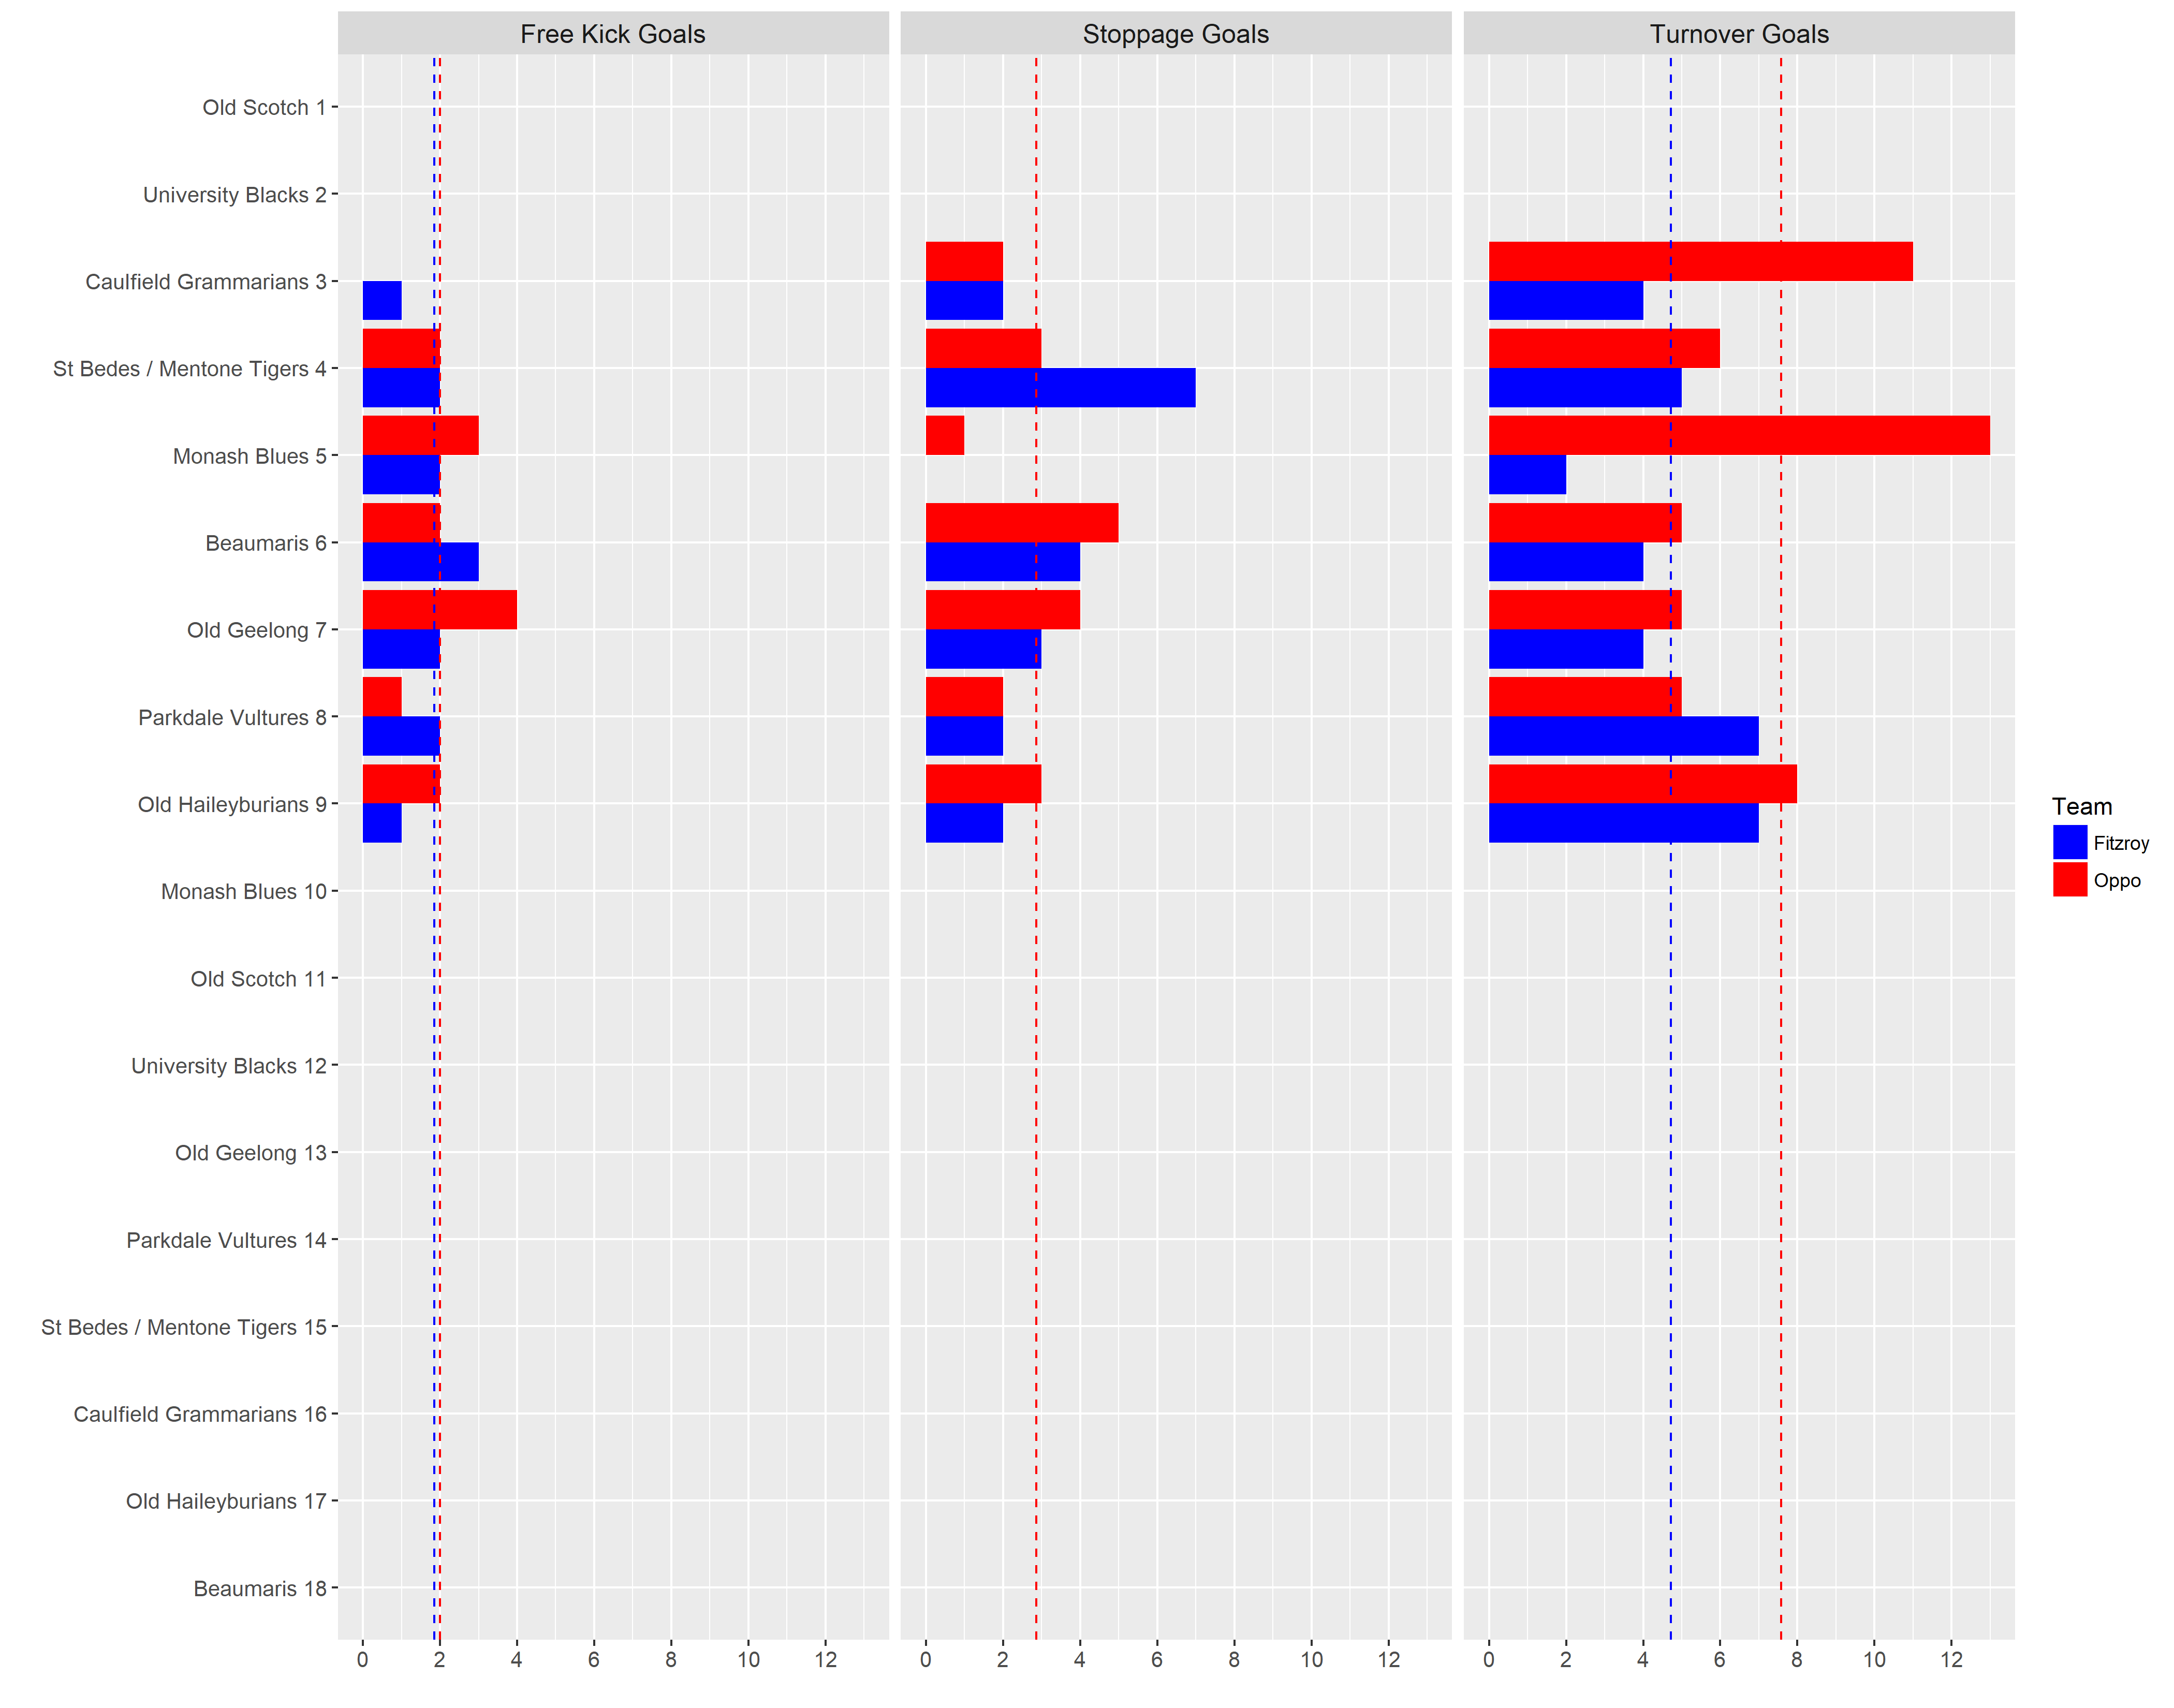 Free Kick Goals
Stoppage Goals
Turnover Goals
Old Scotch 1
University Blacks 2
Caulfield Grammarians 3
St Bedes / Mentone Tigers 4
Monash Blues 5
Beaumaris 6
Old Geelong 7
Parkdale Vultures 8
Old Haileyburians 9
Monash Blues 10
Old Scotch 11
University Blacks 12
Old Geelong 13
Parkdale Vultures 14
St Bedes / Mentone Tigers 15
Caulfield Grammarians 16
Old Haileyburians 17
Beaumaris 18
0 2 4 6 8 10 12
0 2 4 6 8 10 12
0 2 4 6 8 10 12
Team
Fitzroy
Oppo